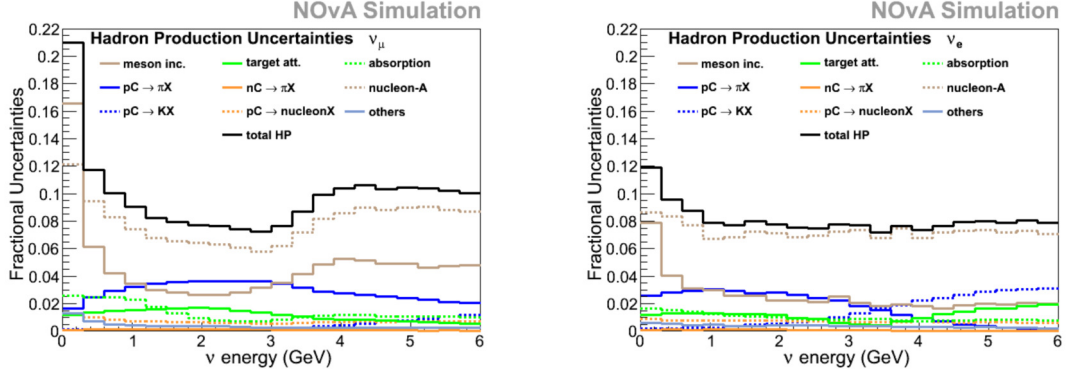 NOvA Simulation
Hadron Production Uncertainties ν_μ
meson inc. target att. absorption
pC → πX nC → πX nucleon-A
pC → KX pC → nucleonX others
total HP
Fractional Uncertainties
0.22
0.2
0.18
0.16
0.14
0.12
0.1
0.08
0.06
0.04
0.02
0
0 1 2 3 4 5 6
ν energy (GeV)
NOvA Simulation
Hadron Production Uncertainties ν_e
meson inc. target att. absorption
pC → πX nC → πX nucleon-A
pC → KX pC → nucleonX others
total HP
Fractional Uncertainties
0.22
0.2
0.18
0.16
0.14
0.12
0.1
0.08
0.06
0.04
0.02
0
0 1 2 3 4 5 6
ν energy (GeV)